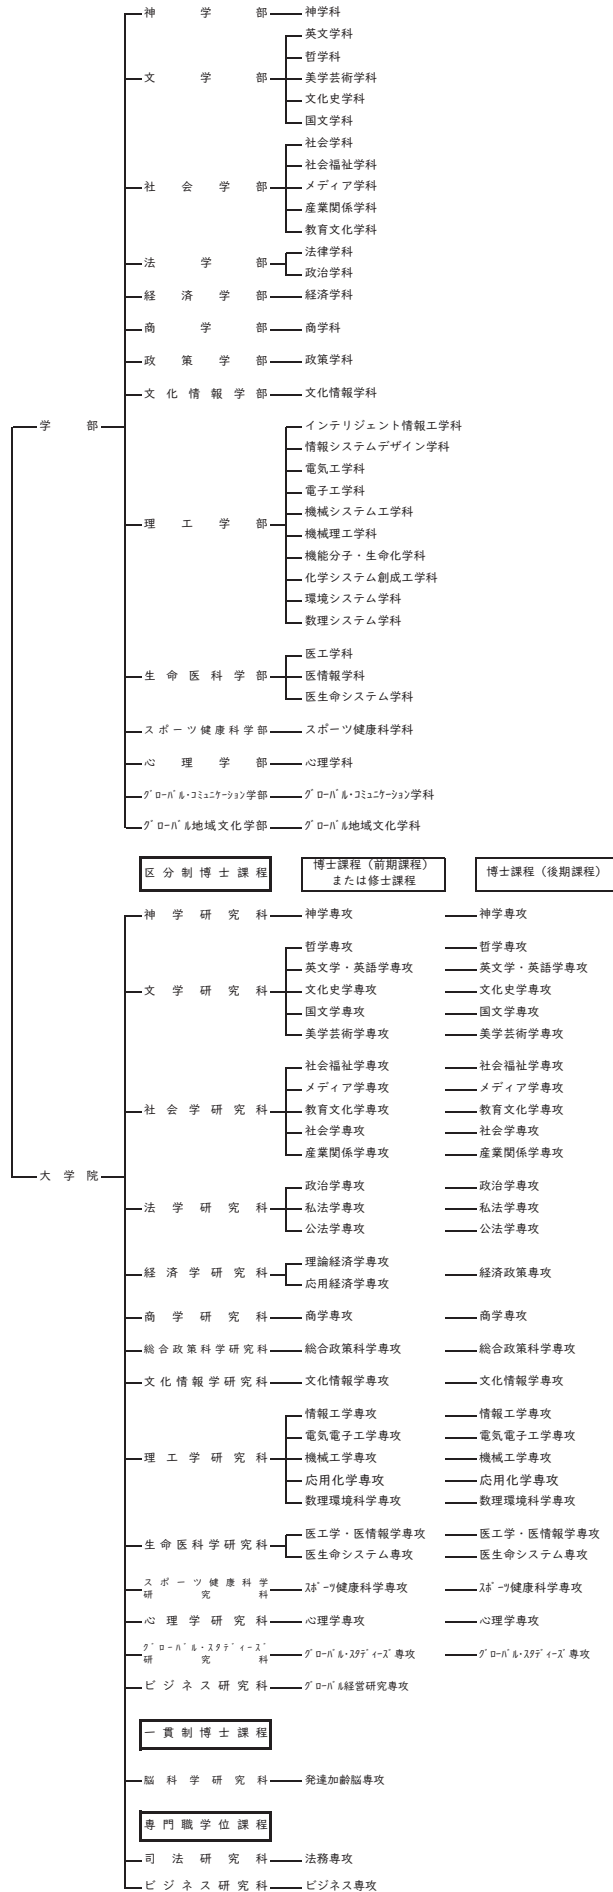 神学部 神学科
英文学科
哲学科
文学部 美学芸術学科
文化史学科
国文学科
社会学科
社会福祉学科
社会学部 メディア学科
産業関係学科
教育文化学科
法律学科
法学部
政治学科
経済学部 経済学科
商学部 商学科
政策学部 政策学科
文化情報学部 文化情報学科
学部 インテリジェント情報工学科
情報システムデザイン学科
電気工学科
電子工学科
機械システム工学科
理工学部
機械理工学科
機能分子・生命化学科
化学システム創成工学科
環境システム学科
数理システム学科
医工学科
生命医科学部 医情報学科
医生命システム学科
スポーツ健康科学部 スポーツ健康科学科
心理学部 心理学科
グローバル・コミュニケーション学部 グローバル・コミュニケーション学科
グローバル地域文化学部 グローバル地域文化学科
区分制博士課程 博士課程（前期課程） 博士課程（後期課程）
または修士課程
神学研究科 神学専攻 神学専攻
哲学専攻 哲学専攻
英文学・英語学専攻 英文学・英語学専攻
文学研究科 文化史学専攻 文化史学専攻
国文学専攻 国文学専攻
美学芸術学専攻 美学芸術学専攻
社会福祉学専攻 社会福祉学専攻
メディア学専攻 メディア学専攻
社会学研究科 教育文化学専攻 教育文化学専攻
社会学専攻 社会学専攻
産業関係学専攻 産業関係学専攻
大学院
政治学専攻 政治学専攻
法学研究科 私法学専攻 私法学専攻
公法学専攻 公法学専攻
理論経済学専攻
経済学研究科 経済政策専攻
応用経済学専攻
商学研究科 商学専攻 商学専攻
総合政策科学研究科 総合政策科学専攻 総合政策科学専攻
文化情報学研究科 文化情報学専攻 文化情報学専攻
情報工学専攻 情報工学専攻
電気電子工学専攻 電気電子工学専攻
理工学研究科 機械工学専攻 機械工学専攻
応用化学専攻 応用化学専攻
数理環境科学専攻 数理環境科学専攻
医工学・医情報学専攻 医工学・医情報学専攻
生命医科学研究科
医生命システム専攻 医生命システム専攻
スポーツ健康科学
研究科 スポーツ健康科学専攻 スポーツ健康科学専攻
心理学研究科 心理学専攻 心理学専攻
グローバル・スタディーズ
研究科 グローバル・スタディーズ専攻 グローバル・スタディーズ専攻
ビジネス研究科 グローバル経営研究専攻
一貫制博士課程
脳科学研究科 発達加齢脳専攻
専門職学位課程
司法研究科 法務専攻
ビジネス研究科 ビジネス専攻